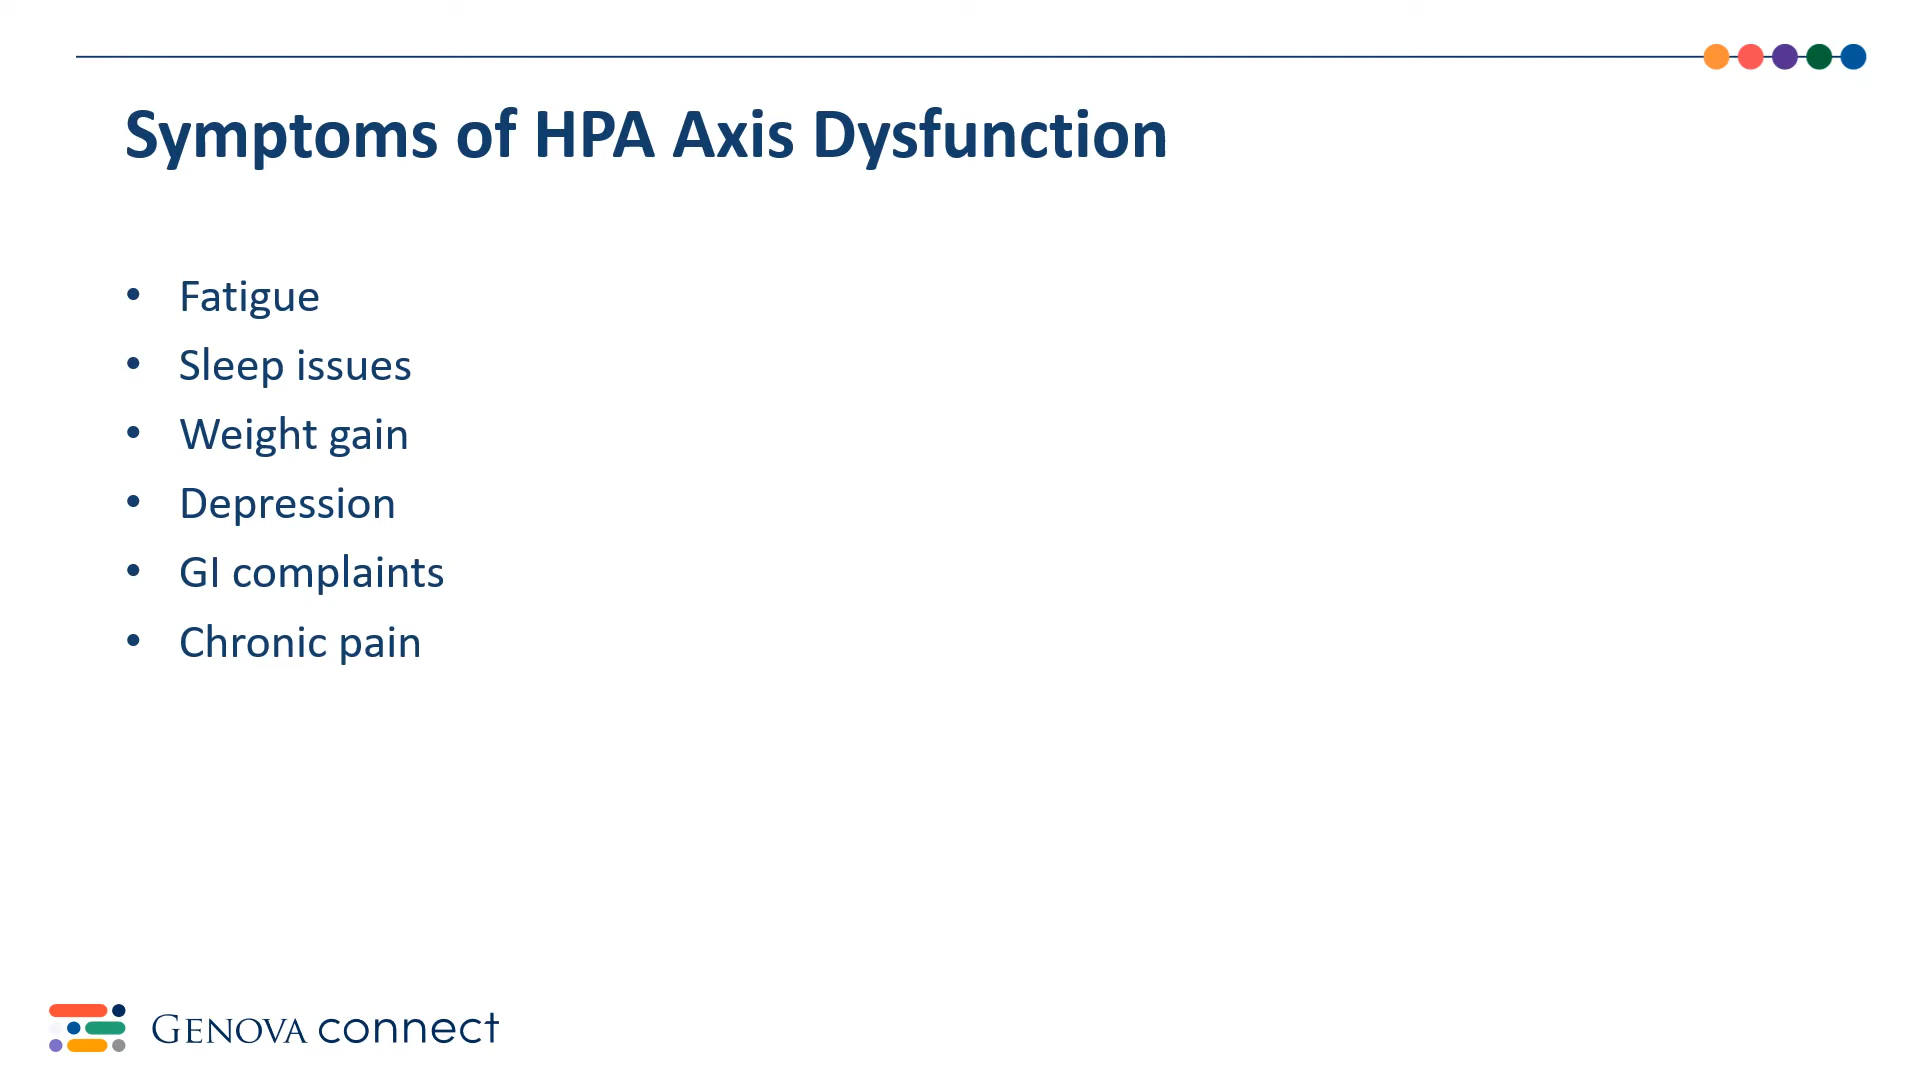 Symptoms of HPA Axis Dysfunction
• Fatigue
• Sleep issues
• Weight gain
• Depression
• GI complaints
• Chronic pain
GENOVA connect